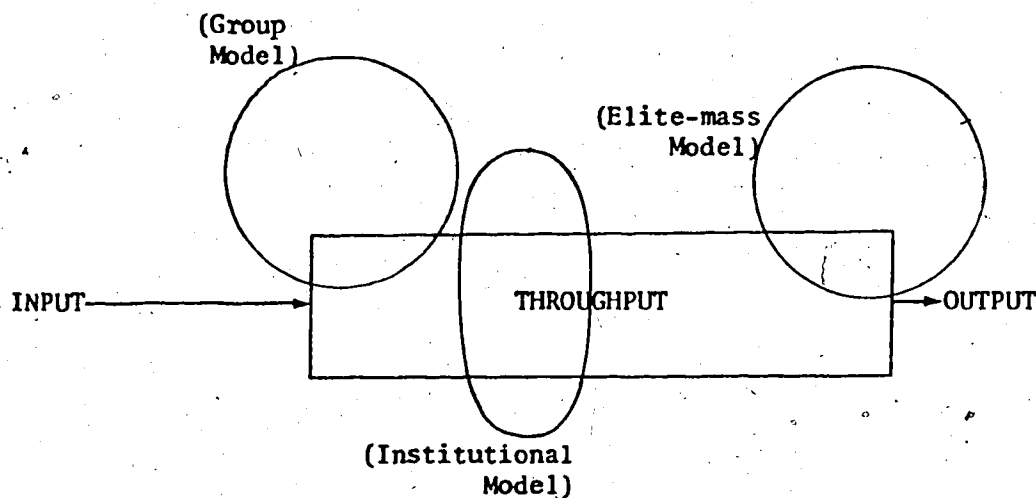 (Group
Model)
(Elite-mass
Model)
INPUT
THROUGHPUT
OUTPUT
(Institutional
Model)